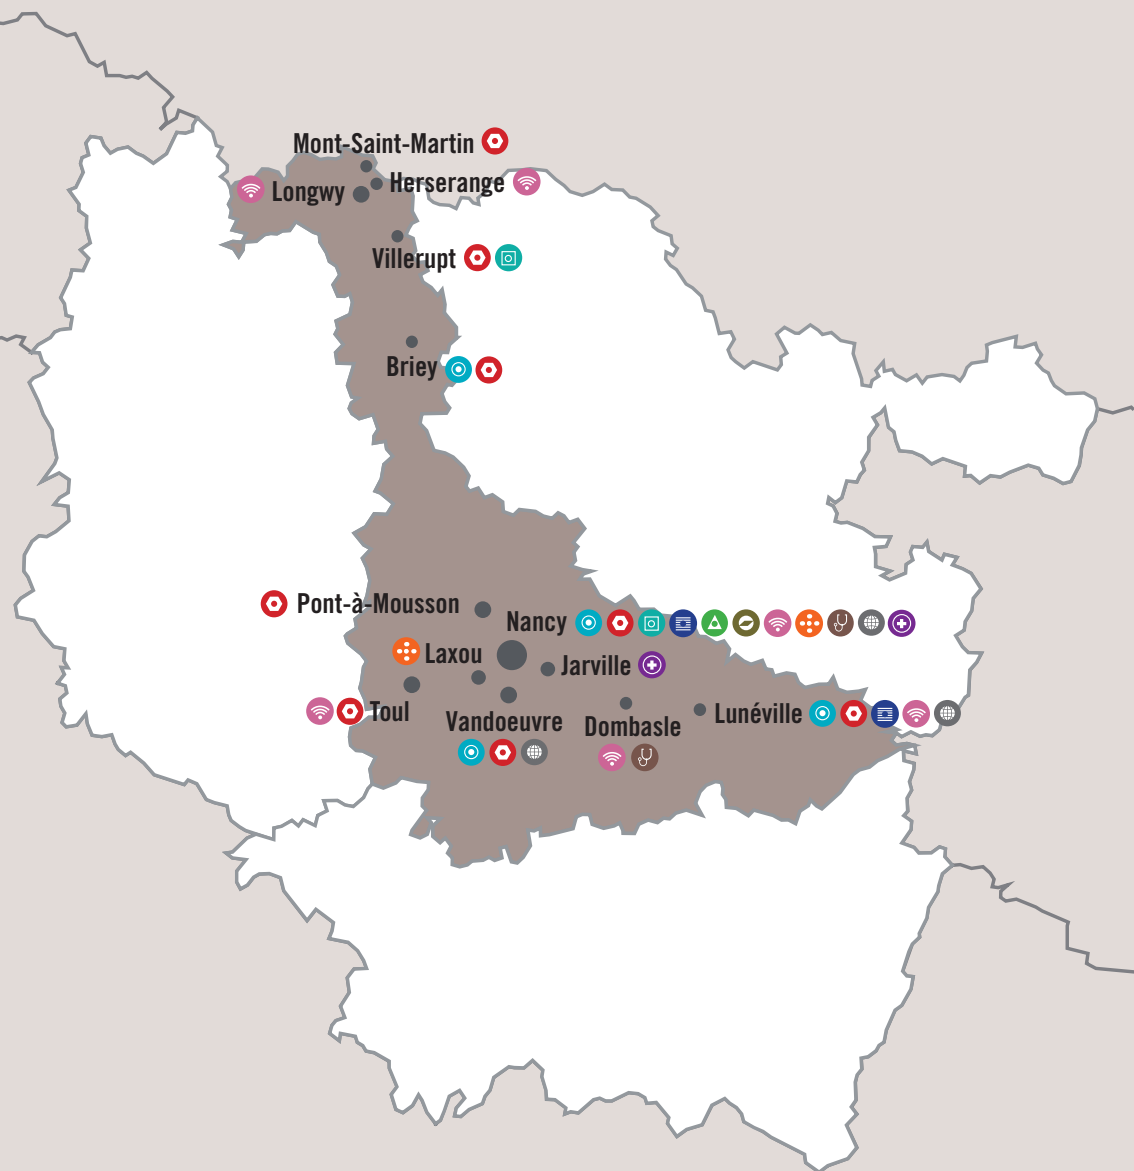 Mont-Saint-Martin
Longwy
Herserange
Villerupt
Briey
Pont-à-Mousson
Nancy
Laxou
Jarville
Toul
Vandoeuvre
Dombasle
Lunéville